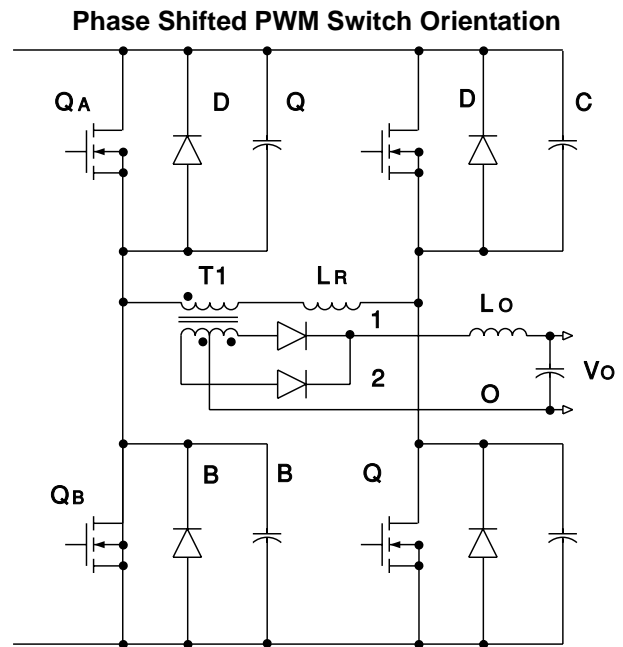 Phase Shifted PWM Switch Orientation
QA D Q D C
T1 LR
1 LO
2 VO
O
QB B B Q